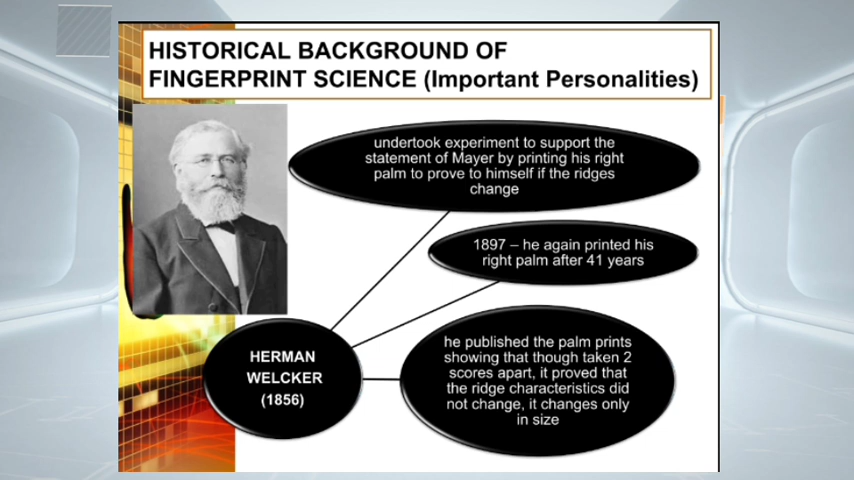 HISTORICAL BACKGROUND OF
FINGERPRINT SCIENCE (Important Personalities)
undertook experiment to support the
statement of Mayer by printing his right
palm to prove to himself if the ridges
change
1897 – he again printed his
right palm after 41 years
he published the palm prints
showing that though taken 2
scores apart, it proved that
the ridge characteristics did
not change, it changes only
in size
HERMAN
WELCKER
(1856)